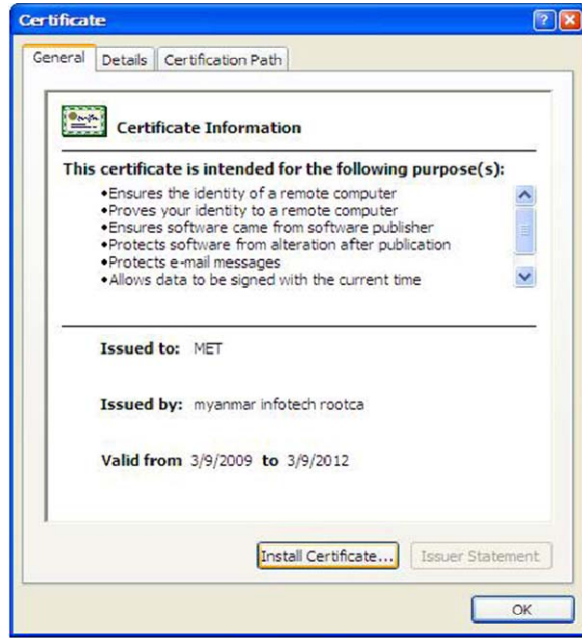 Certificate
General Details Certification Path
Certificate Information
This certificate is intended for the following purpose(s):
•Ensures the identity of a remote computer
•Proves your identity to a remote computer
•Ensures software came from software publisher
•Protects software from alteration after publication
•Protects e-mail messages
•Allows data to be signed with the current time
Issued to: MET
Issued by: myanmar infotech rootca
Valid from 3/9/2009 to 3/9/2012
Install Certificate... Issuer Statement
OK